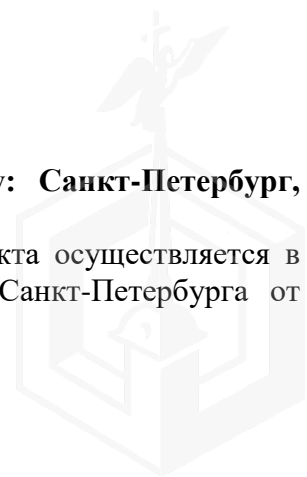 у: Санкт-Петербург,
кта осуществляется в
Санкт-Петербурга от